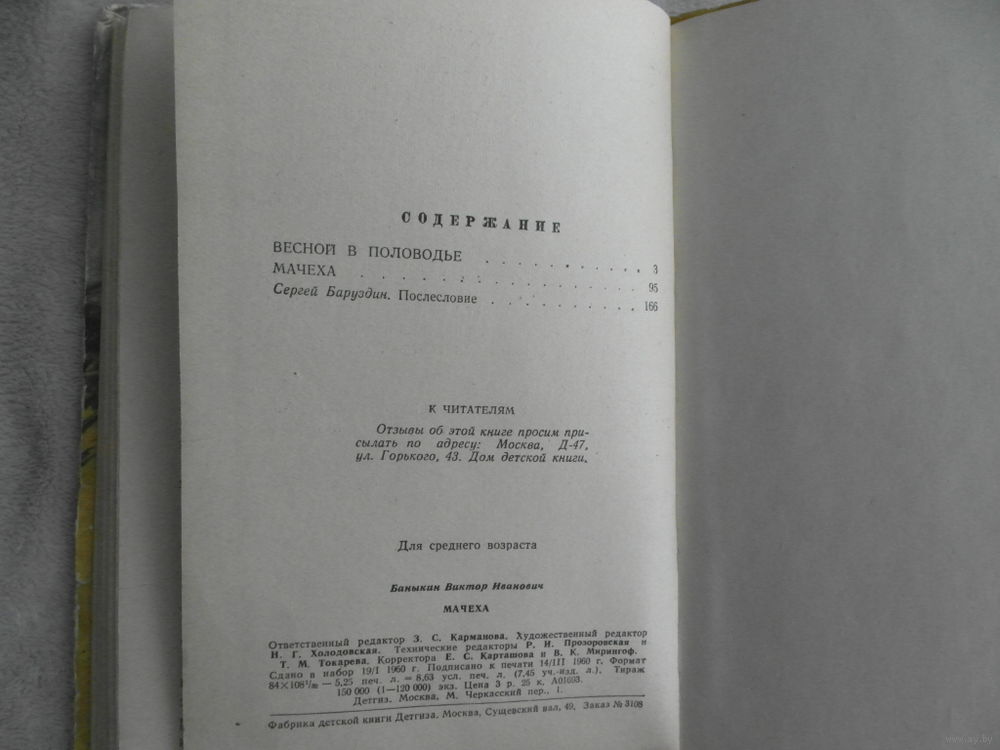 СОДЕРЖАНИЕ
ВЕСНОЙ В ПОЛОВОДЬЕ . . . . . . . . . . . 3
МАЧЕХА . . . . . . . . . . . . . . . . 95
Сергей Баруздин. Послесловие . . . . . . . . . . 166
К ЧИТАТЕЛЯМ
Отзывы об этой книге просим при-
сылать по адресу: Москва, Д-47,
ул. Горького, 43. Дом детской книги.
Для среднего возраста
Баныкин Виктор Иванович
МАЧЕХА
Ответственный редактор З. С. Карманова. Художественный редактор
Н. Г. Холодовская. Технические редакторы Р. И. Прозоровская и
Т. М. Токарева. Корректора Е. С. Карташова и В. К. Мирингоф.
Сдано в набор 19/I 1960 г. Подписано к печати 14/III 1960 г. Формат
84×108¹/₃₂ — 5,25 печ. л. = 8,63 усл. печ. л. (7,45 уч.-изд. л.). Тираж
150 000 (1—120 000) экз. Цена 3 р. 25 к. А01693.
Детгиз. Москва, М. Черкасский пер., 1.
Фабрика детской книги Детгиза. Москва, Сущевский вал, 49. Заказ № 3108
www.ay.by